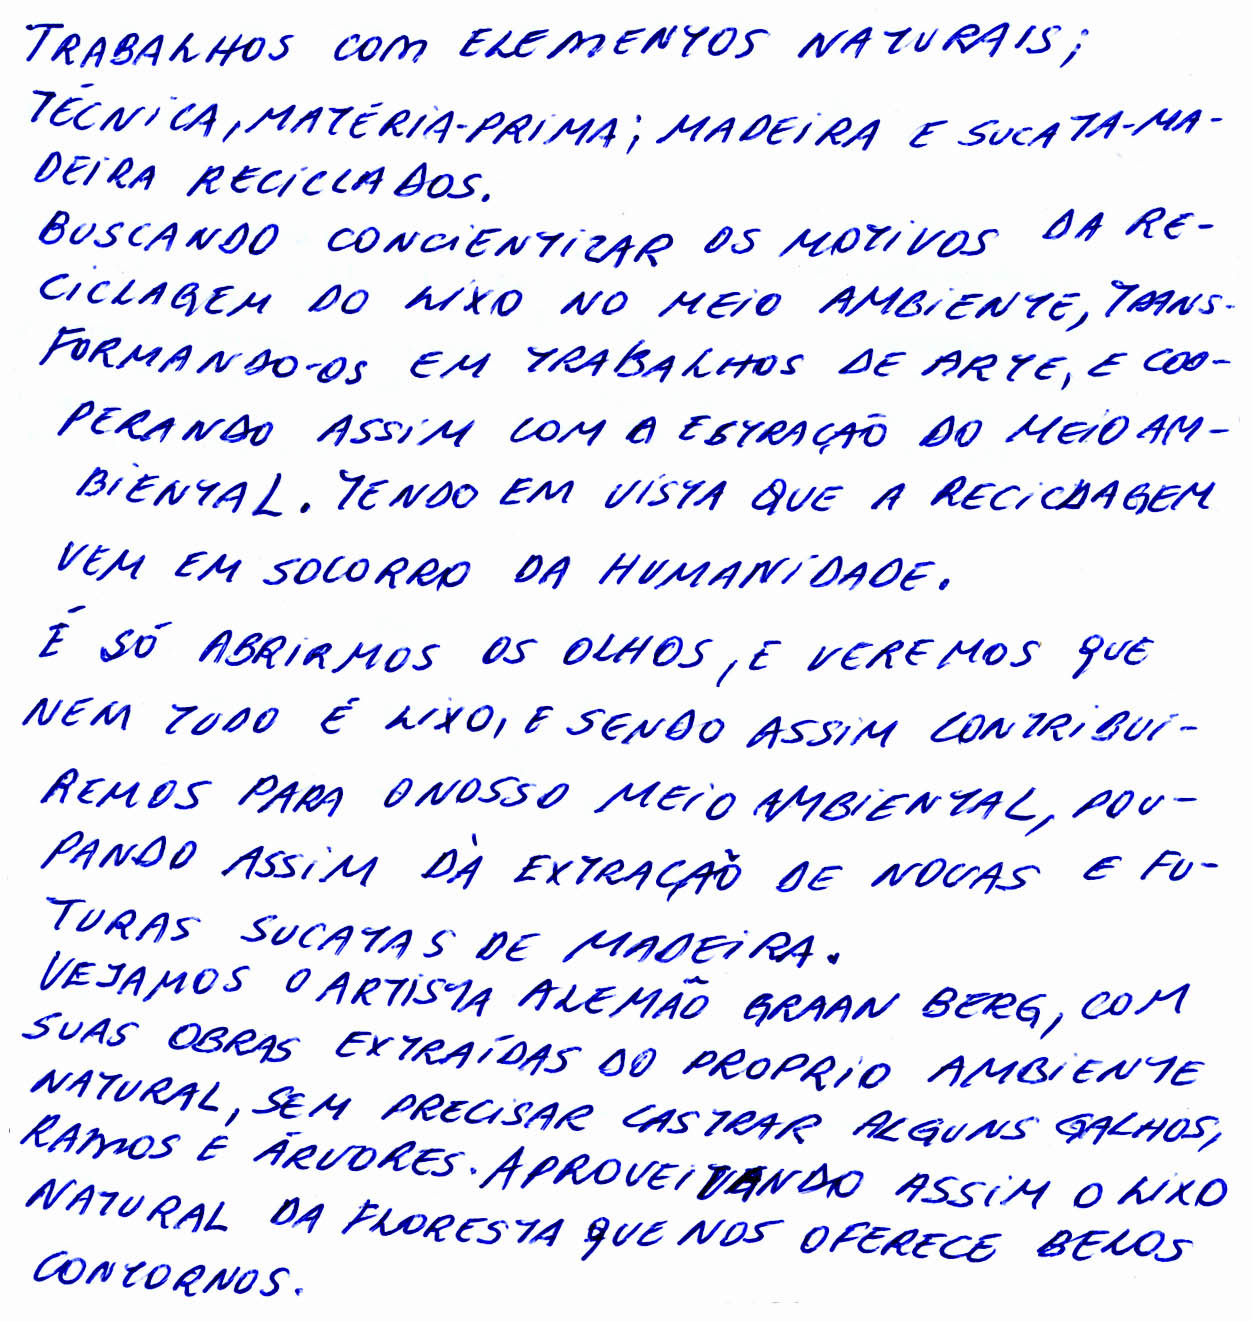 TRABALHOS COM ELEMENTOS NATURAIS;
TÉCNICA, MATÉRIA-PRIMA; MADEIRA E SUCATA-MA-
DEIRA RECICLADOS.
BUSCANDO CONCIENTIZAR OS MOTIVOS DA RE-
CICLAGEM DO LIXO NO MEIO AMBIENTE, TRANS-
FORMANDO-OS EM TRABALHOS DE ARTE, E COO-
PERANDO ASSIM COM A ESTRAÇÃO DO MEIO AM-
BIENTAL. TENDO EM VISTA QUE A RECICLAGEM
VEM EM SOCORRO DA HUMANIDADE.
É SÓ ABRIRMOS OS OLHOS, E VEREMOS QUE
NEM TUDO É LIXO, E SENDO ASSIM CONTRIBUI-
REMOS PARA O NOSSO MEIO AMBIENTAL, POU-
PANDO ASSIM DÀ EXTRAÇÃO DE NOVAS E FU-
TURAS SUCATAS DE MADEIRA.
VEJAMOS O ARTISTA ALEMÃO GRAAN BERG, COM
SUAS OBRAS EXTRAÍDAS DO PROPRIO AMBIENTE
NATURAL, SEM PRECISAR CASTRAR ALGUNS GALHOS,
RAMOS E ÁRVORES. APROVEITANDO ASSIM O LIXO
NATURAL DA FLORESTA QUE NOS OFERECE BELOS
CONTORNOS.